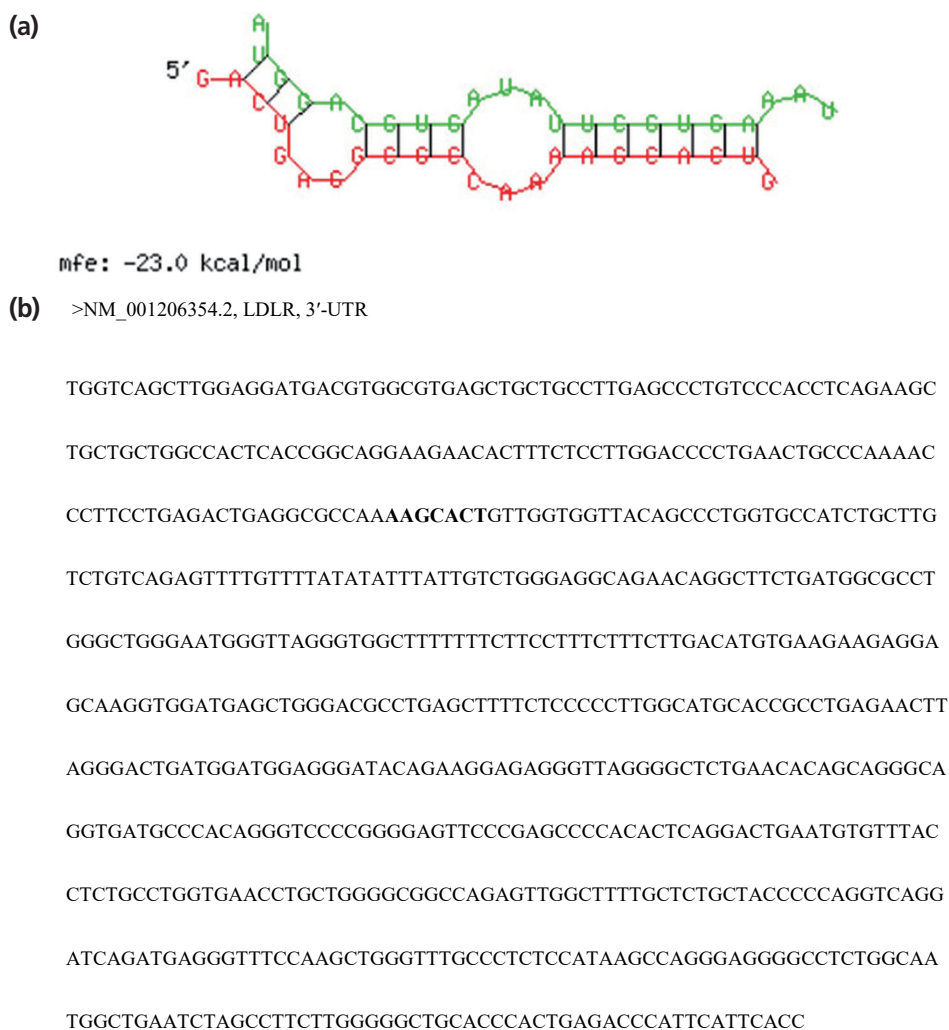 (a)
5′
mfe: -23.0 kcal/mol
(b)
>NM_001206354.2, LDLR, 3′-UTR
TGGTCAGCTTGGAGGATGACGTGGCGTGAGCTGCTGCCTTGAGCCCTGTCCCACCTCAGAAGC
TGCTGCTGGCCACTCACCGGCAGGAAGAACACTTTCTCCTTGGACCCCTGAACTGCCCAAAAC
CCTTCCTGAGACTGAGGCGCCAAAAAGCACTGTTGGTGGTTACAGCCCTGGTGCCATCTGCTTG
TCTGTCAGAGTTTTGTTTTATATATTTATTGTCTGGGAGGCAGAACAGGCTTCTGATGGCGCCT
GGGCTGGGAATGGGTTAGGGTGGCTTTTTTTCTTCCTTTCTTTCTTGACATGTGAAGAAGAGGA
GCAAGGTGGATGAGCTGGGACGCCTGAGCTTTTCTCCCCCTTGGCATGCACCGCCTGAGAACTT
AGGGACTGATGGATGGAGGGATACAGAAGGAGAGGGTTAGGGGCTCTGAACACAGCAGGGCA
GGTGATGCCCACAGGGTCCCCGGGGAGTTCCCGAGCCCCACACTCAGGACTGAATGTGTTTAC
CTCTGCCTGGTGAACCTGCTGGGGCGGCCAGAGTTGGCTTTTGCTCTGCTACCCCCAGGTCAGG
ATCAGATGAGGGTTTCCAAGCTGGGTTTGCCCTCTCCATAAGCCAGGGAGGGGCCTCTGGCAA
TGGCTGAATCTAGCCTTCTTGGGGGCTGCACCCACTGAGACCCATTCATTCACC